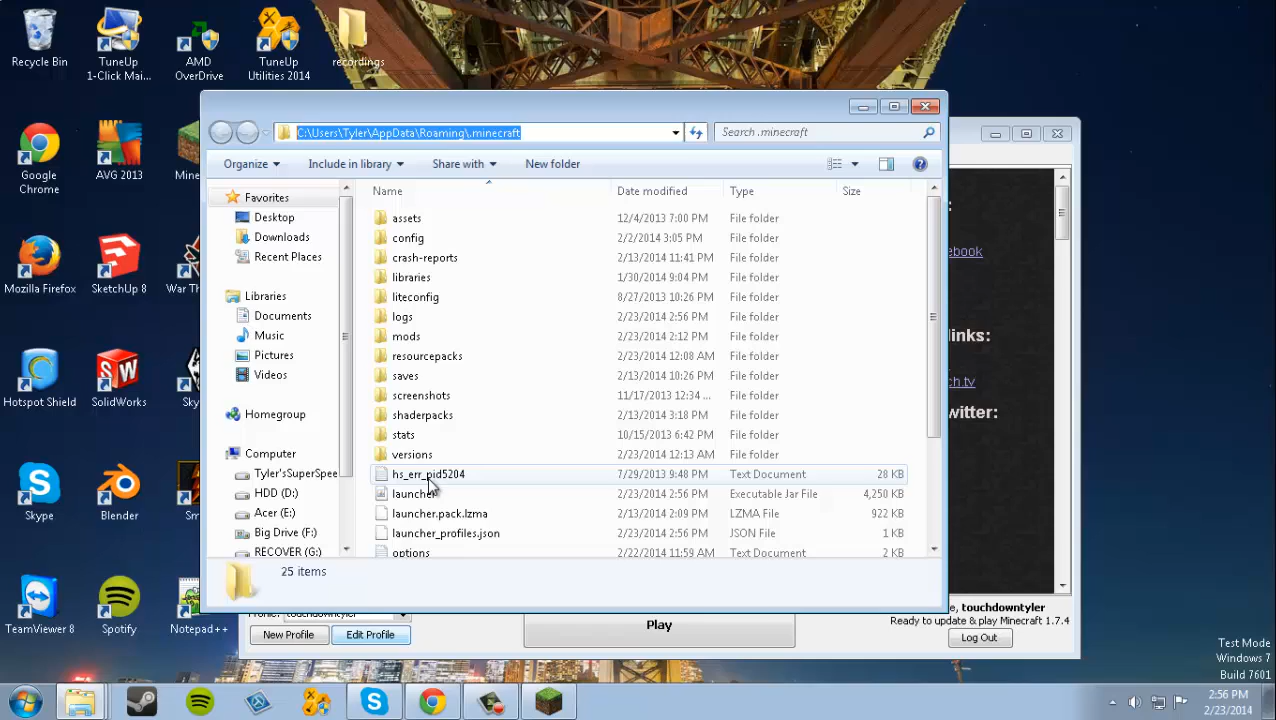 Recycle Bin
TuneUp
1-Click Mai...
AMD
OverDrive
TuneUp
Utilities 2014
recordings
Google
Chrome
AVG 2013
Mine
Mozilla Firefox
SketchUp 8
War Th
Hotspot Shield
SolidWorks
Sky
Skype
Blender
Sm
TeamViewer 8
Spotify
Notepad++
C:\Users\Tyler\AppData\Roaming\.minecraft
Search .minecraft
Organize
Include in library
Share with
New folder
Favorites
Desktop
Downloads
Recent Places
Libraries
Documents
Music
Pictures
Videos
Homegroup
Computer
Tyler'sSuperSpee
HDD (D:)
Acer (E:)
Big Drive (F:)
RECOVER (G:)
Name Date modified Type Size
assets 12/4/2013 7:00 PM File folder
config 2/2/2014 3:05 PM File folder
crash-reports 2/13/2014 11:41 PM File folder
libraries 1/30/2014 9:04 PM File folder
liteconfig 8/27/2013 10:26 PM File folder
logs 2/23/2014 2:56 PM File folder
mods 2/23/2014 2:12 PM File folder
resourcepacks 2/23/2014 12:08 AM File folder
saves 2/13/2014 10:26 PM File folder
screenshots 11/17/2013 12:34 ... File folder
shaderpacks 2/13/2014 3:18 PM File folder
stats 10/15/2013 6:42 PM File folder
versions 2/23/2014 12:13 AM File folder
hs_err_pid5204 7/29/2013 9:48 PM Text Document 28 KB
launcher 2/23/2014 2:56 PM Executable Jar File 4,258 KB
launcher.pack.lzma 2/13/2014 2:09 PM LZMA File 922 KB
launcher_profiles.json 2/23/2014 2:56 PM JSON File 1 KB
options 2/22/2014 11:59 AM Text Document 2 KB
25 items
:
ebook
links:
ch.tv
witter:
Profile: touchdowntyler
New Profile
Edit Profile
Play
e, touchdowntyler
Ready to update & play Minecraft 1.7.4
Log Out
Test Mode
Windows 7
Build 7601
2:56 PM
2/23/2014